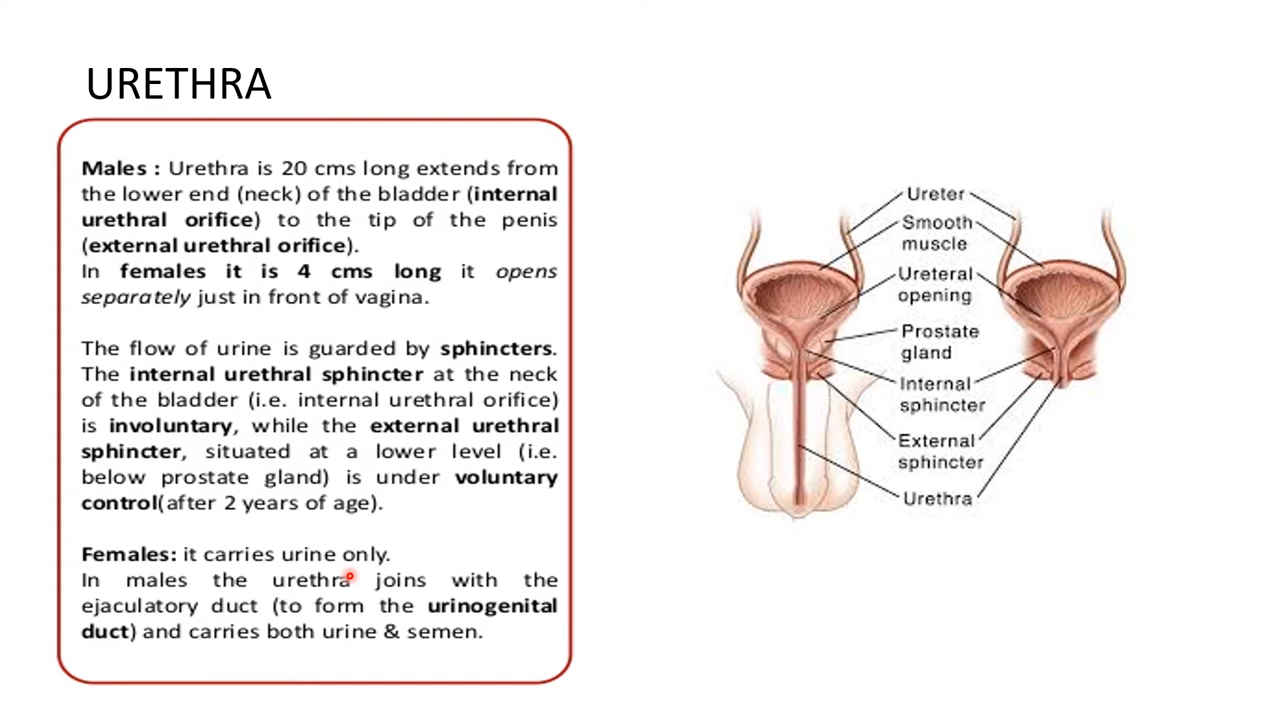 URETHRA
Males : Urethra is 20 cms long extends from
the lower end (neck) of the bladder (internal
urethral orifice) to the tip of the penis
(external urethral orifice).
In females it is 4 cms long it opens
separately just in front of vagina.
The flow of urine is guarded by sphincters.
The internal urethral sphincter at the neck
of the bladder (i.e. internal urethral orifice)
is involuntary, while the external urethral
sphincter, situated at a lower level (i.e.
below prostate gland) is under voluntary
control(after 2 years of age).
Females: it carries urine only.
In males the urethra joins with the
ejaculatory duct (to form the urinogenital
duct) and carries both urine & semen.
Ureter
Smooth
muscle
Ureteral
opening
Prostate
gland
Internal
sphincter
External
sphincter
Urethra